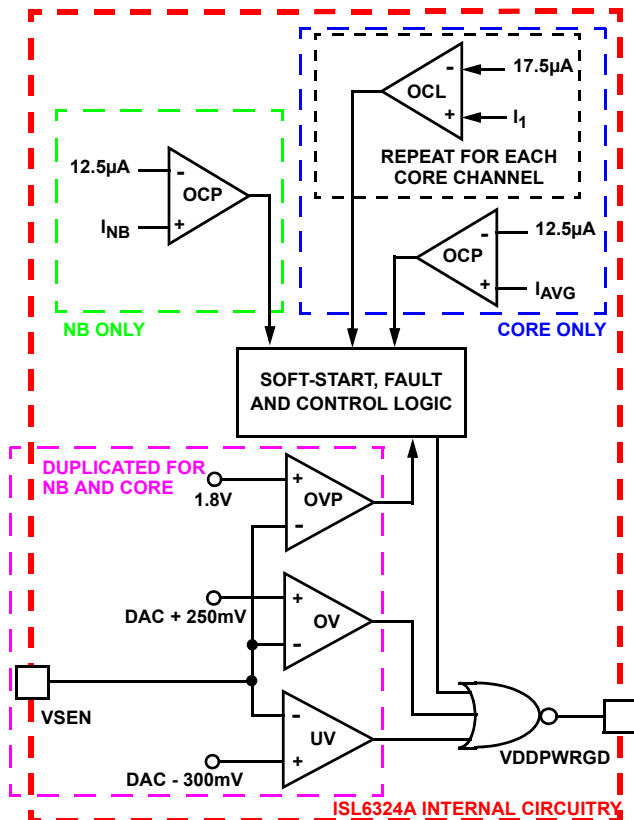 17.5µA
-
OCL
+
I1
REPEAT FOR EACH
CORE CHANNEL
12.5µA
-
OCP
INB
+
-
12.5µA
OCP
+
IAVG
NB ONLY
CORE ONLY
SOFT-START, FAULT
AND CONTROL LOGIC
DUPLICATED FOR
NB AND CORE
+
1.8V
OVP
-
DAC + 250mV
+
OV
-
VSEN
-
UV
+
DAC - 300mV
VDDPWRGD
ISL6324A INTERNAL CIRCUITRY